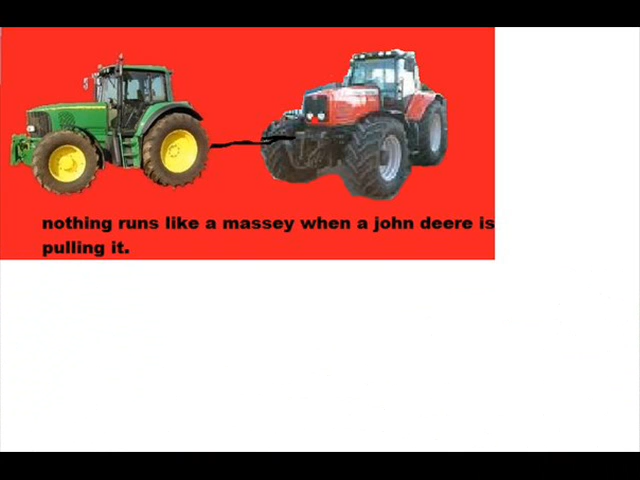 nothing runs like a massey when a john deere is
pulling it.